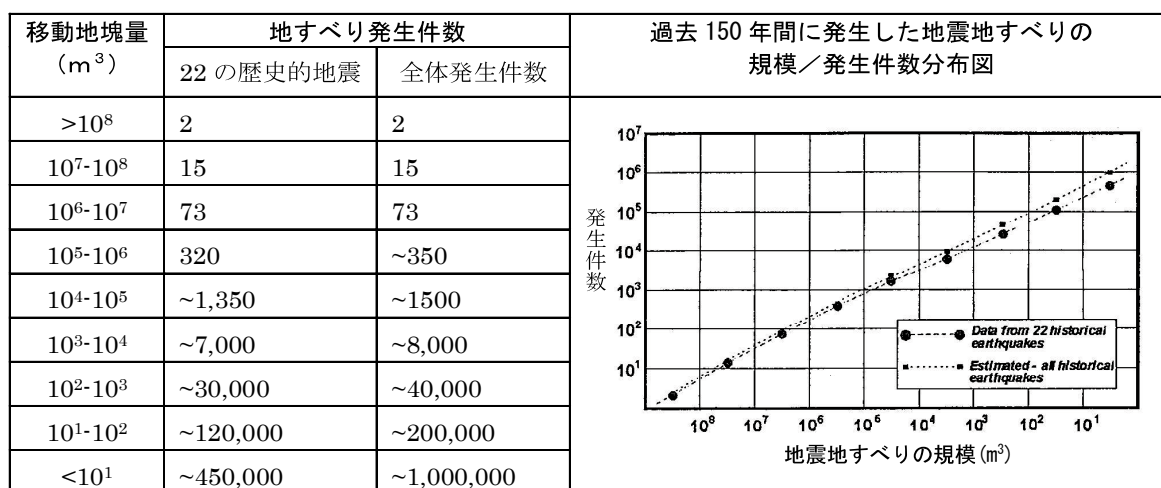 移動地塊量
（ｍ³）
地すべり発生件数
22 の歴史的地震
全体発生件数
過去 150 年間に発生した地震地すべりの
規模／発生件数分布図
>10⁸
2
2
10⁷-10⁸
15
15
10⁶-10⁷
73
73
10⁵-10⁶
320
~350
10⁴-10⁵
~1,350
~1500
10³-10⁴
~7,000
~8,000
10²-10³
~30,000
~40,000
10¹-10²
~120,000
~200,000
<10¹
~450,000
~1,000,000
発生件数
10⁷
10⁶
10⁵
10⁴
10³
10²
10¹
Data from 22 historical
earthquakes
Estimated - all historical
earthquakes
10⁸ 10⁷ 10⁶ 10⁵ 10⁴ 10³ 10² 10¹
地震地すべりの規模(m³)